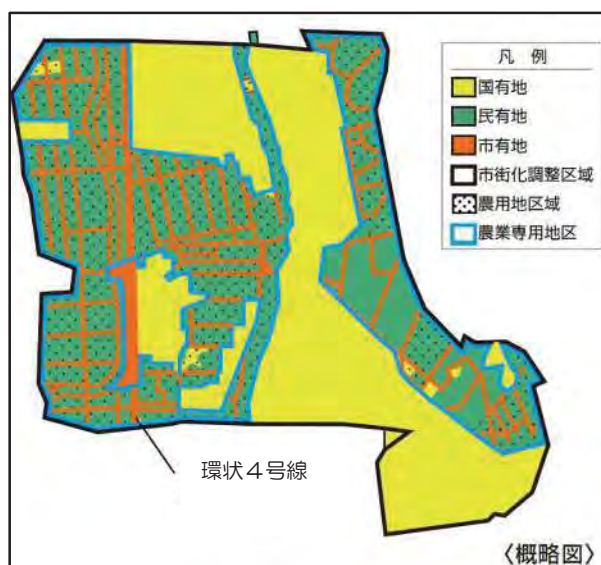 凡 例
国有地
民有地
市有地
市街化調整区域
農用地区域
農業専用地区
環状4号線
〈概略図〉